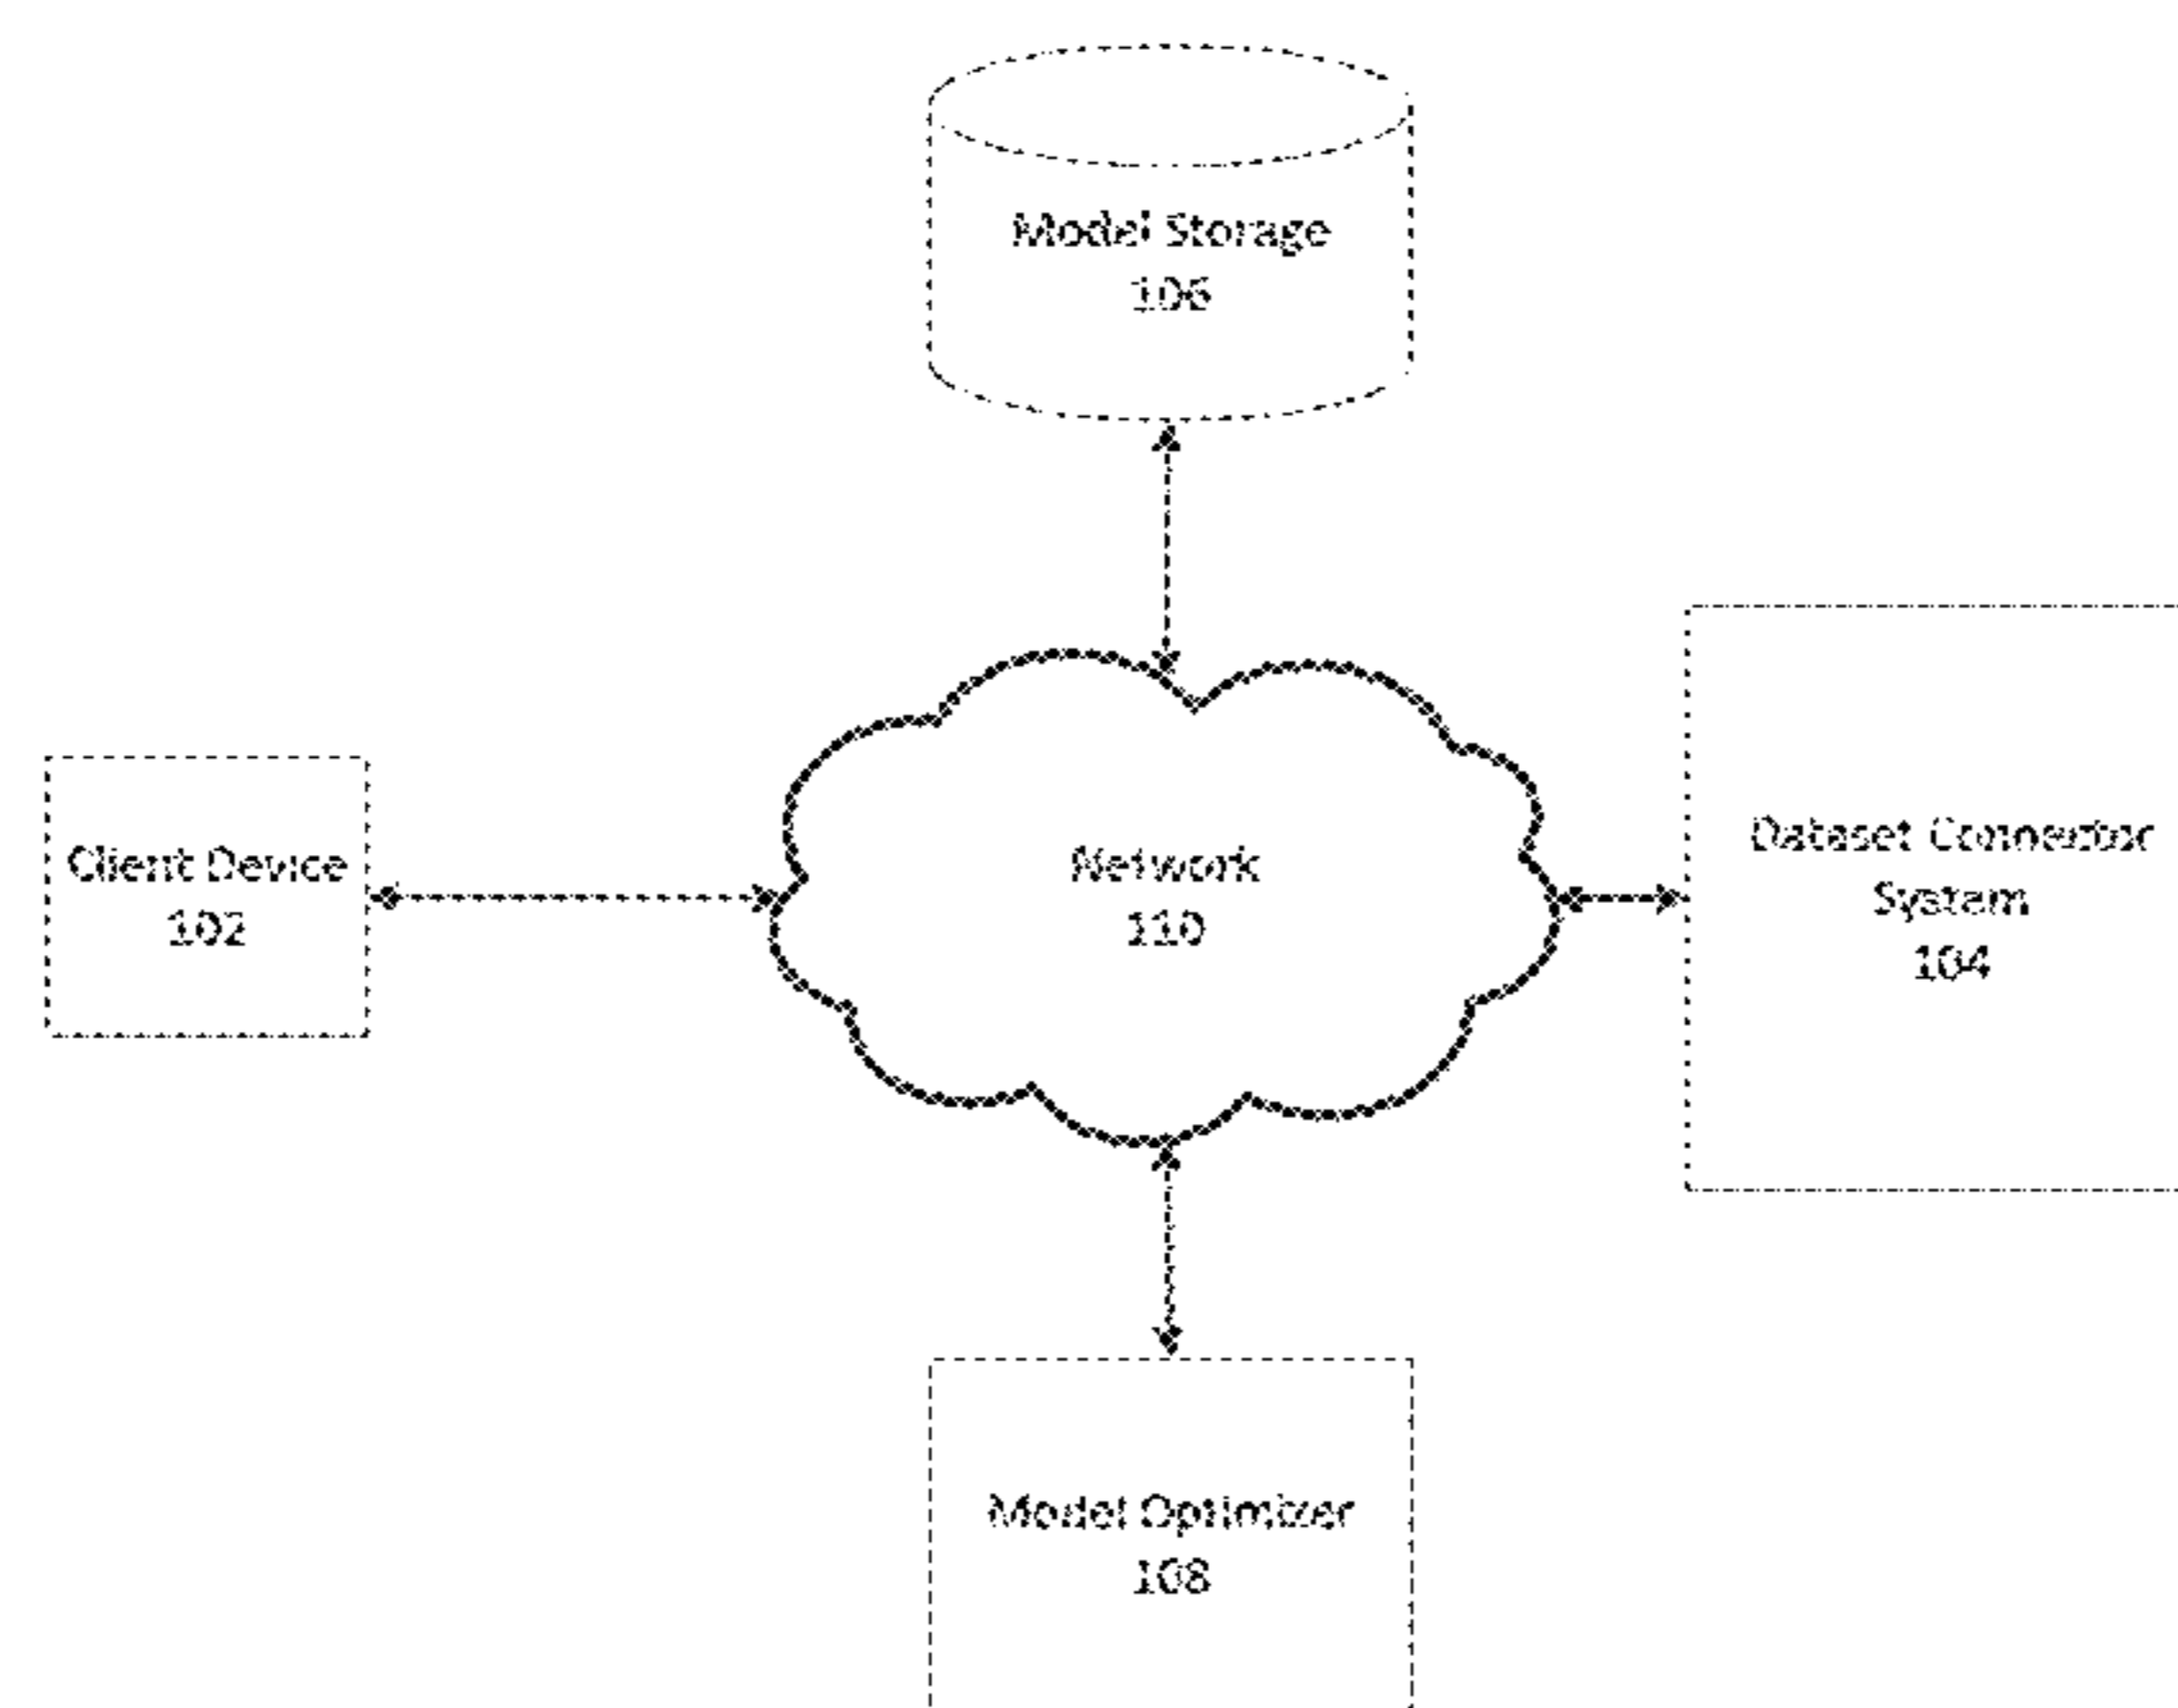 Model Storage
106
Client Device
102
Network
110
Dataset Connector
System
104
Model Optimizer
108